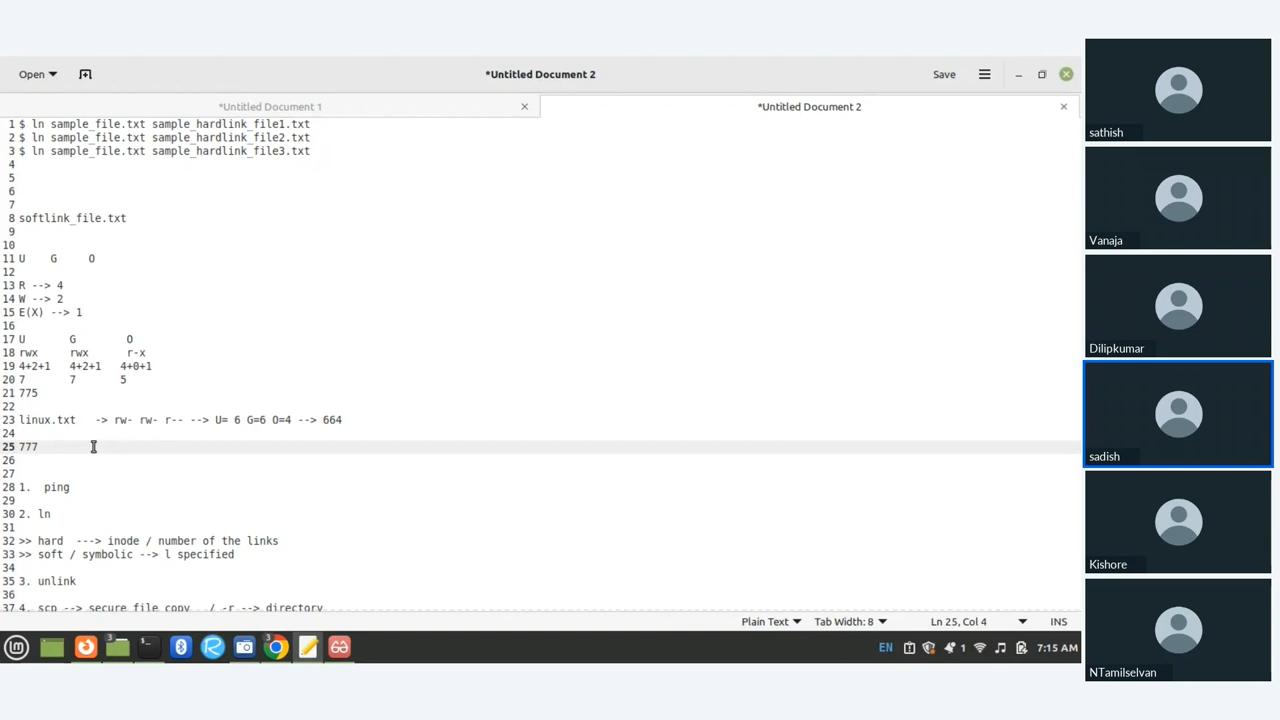 Open
*Untitled Document 2
Save
*Untitled Document 1
*Untitled Document 2
1 $ ln sample_file.txt sample_hardlink_file1.txt
2 $ ln sample_file.txt sample_hardlink_file2.txt
3 $ ln sample_file.txt sample_hardlink_file3.txt
4
5
6
7
8 softlink_file.txt
9
10
11 U G O
12
13 R --> 4
14 W --> 2
15 E(X) --> 1
16
17 U G O
18 rwx rwx r-x
19 4+2+1 4+2+1 4+0+1
20 7 7 5
21 775
22
23 linux.txt -> rw- rw- r-- --> U= 6 G=6 O=4 --> 664
24
25 777
26
27
28 1. ping
29
30 2. ln
31
32 >> hard ---> inode / number of the links
33 >> soft / symbolic --> l specified
34
35 3. unlink
36
37 4. scp --> secure file copy / -r --> directory
Plain Text Tab Width: 8 Ln 25, Col 4 INS
EN 1 7:15 AM
3 3
sathish
Vanaja
Dilipkumar
sadish
Kishore
NTamilselvan